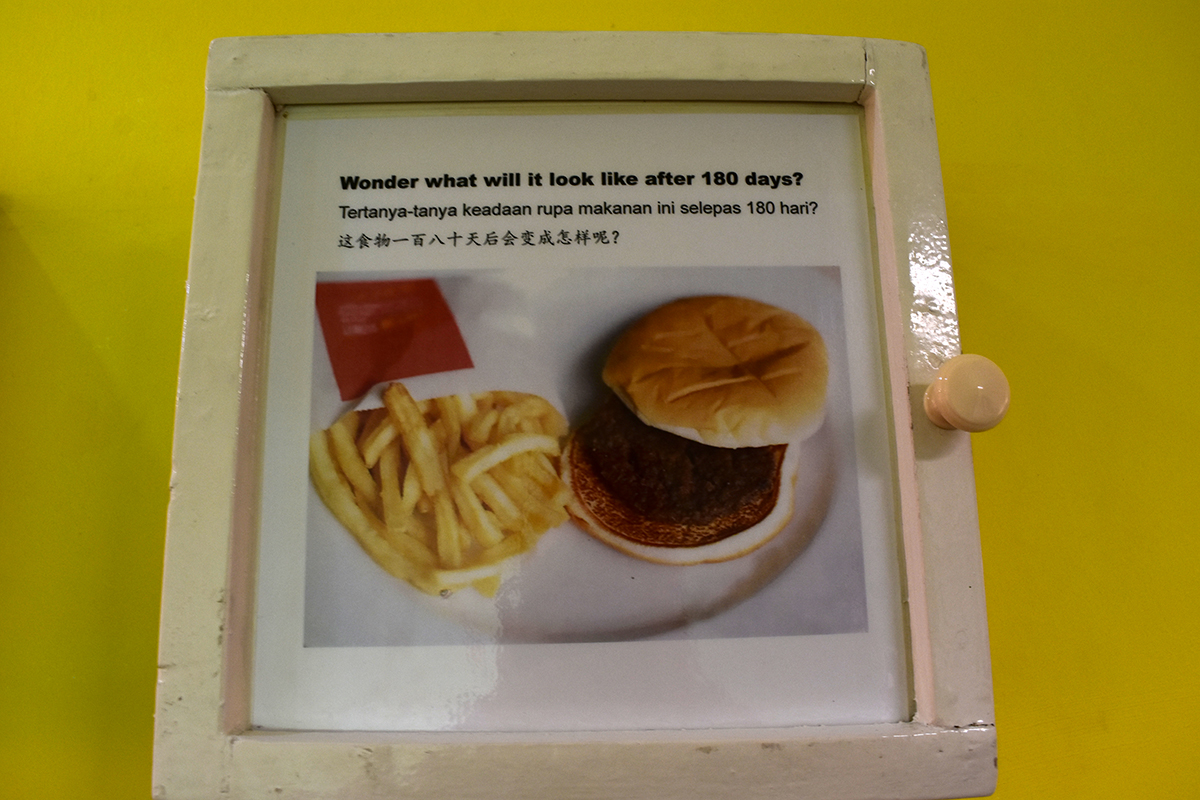 Wonder what will it look like after 180 days?
Tertanya-tanya keadaan rupa makanan ini selepas 180 hari?
这食物一百八十天后会变成怎样呢?